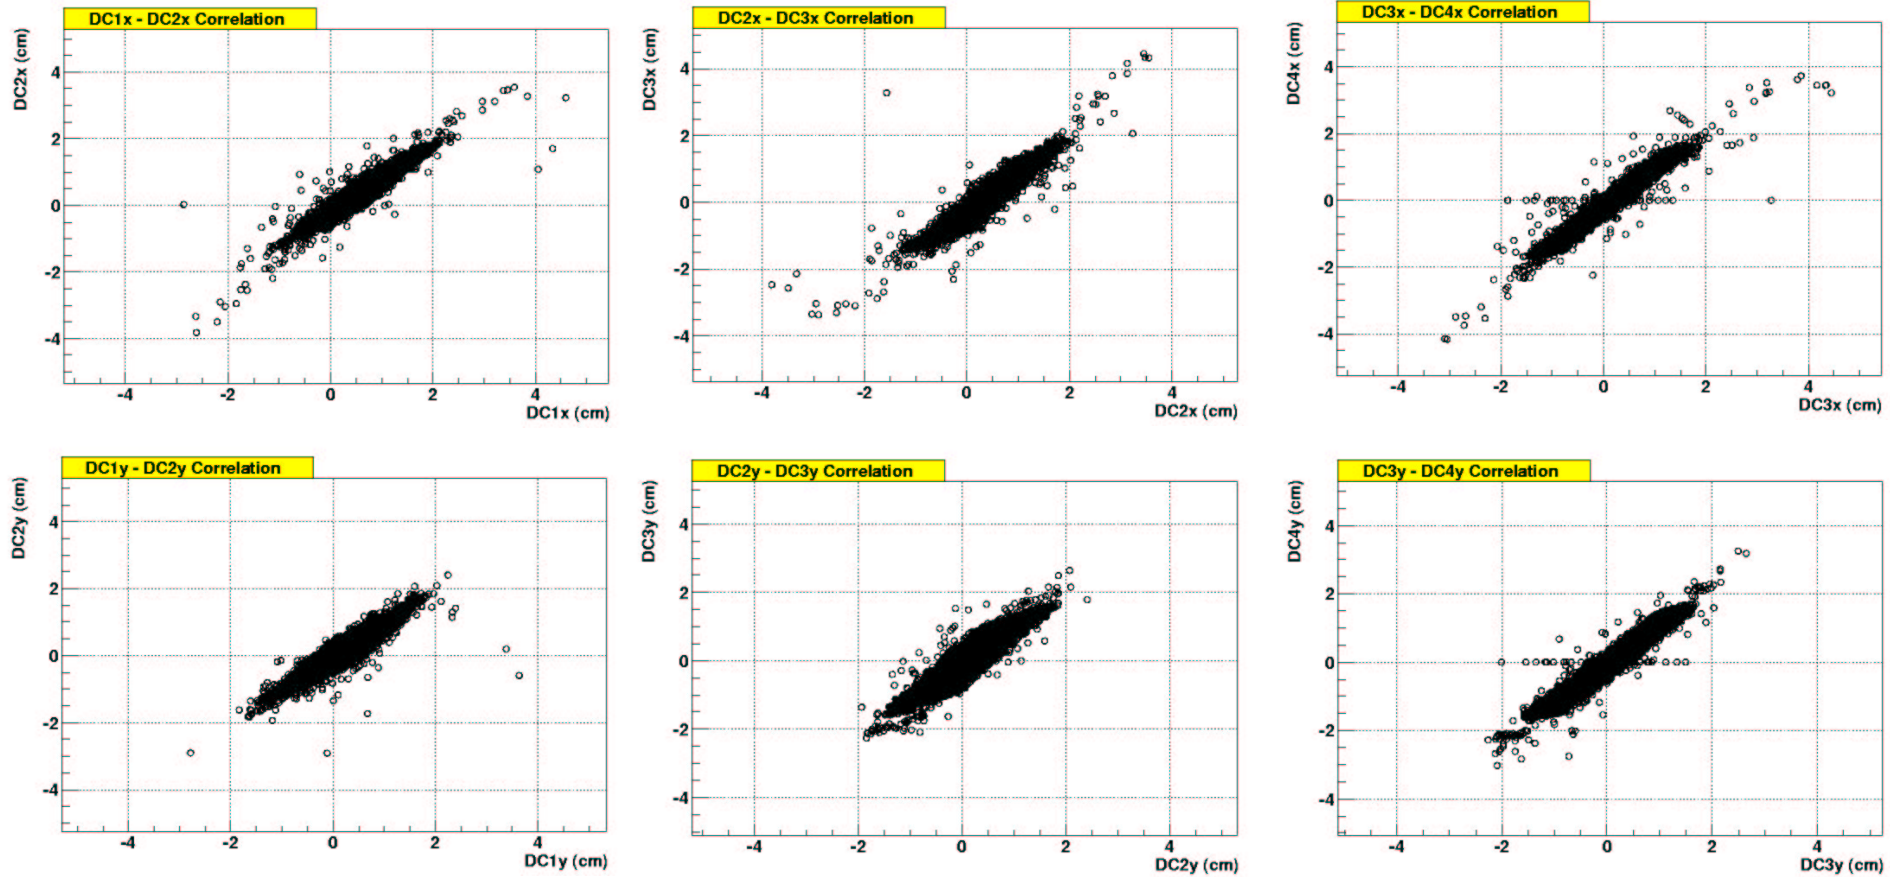 DC1x - DC2x Correlation
DC2x (cm)
4
2
0
-2
-4
-4 -2 0 2 4
DC1x (cm)
DC2x - DC3x Correlation
DC3x (cm)
4
2
0
-2
-4
-4 -2 0 2 4
DC2x (cm)
DC3x - DC4x Correlation
DC4x (cm)
4
2
0
-2
-4
-4 -2 0 2 4
DC3x (cm)
DC1y - DC2y Correlation
DC2y (cm)
4
2
0
-2
-4
-4 -2 0 2 4
DC1y (cm)
DC2y - DC3y Correlation
DC3y (cm)
4
2
0
-2
-4
-4 -2 0 2 4
DC2y (cm)
DC3y - DC4y Correlation
DC4y (cm)
4
2
0
-2
-4
-4 -2 0 2 4
DC3y (cm)